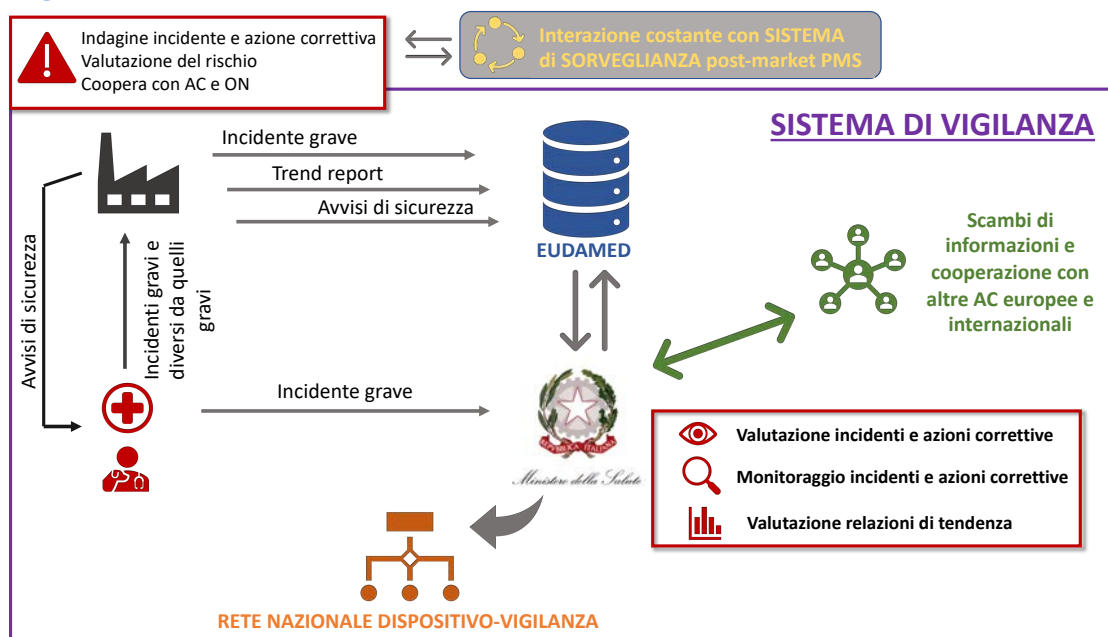 Indagine incidente e azione correttiva
Valutazione del rischio
Coopera con AC e ON
Interazione costante con SISTEMA
di SORVEGLIANZA post-market PMS
SISTEMA DI VIGILANZA
Incidente grave
Trend report
Avvisi di sicurezza
EUDAMED
Avvisi di sicurezza
Incidenti gravi e
diversi da quelli
gravi
Scambi di
informazioni e
cooperazione con
altre AC europee e
internazionali
Incidente grave
REPVBBLICA ITALIANA
Ministero della Salute
Valutazione incidenti e azioni correttive
Monitoraggio incidenti e azioni correttive
Valutazione relazioni di tendenza
RETE NAZIONALE DISPOSITIVO-VIGILANZA